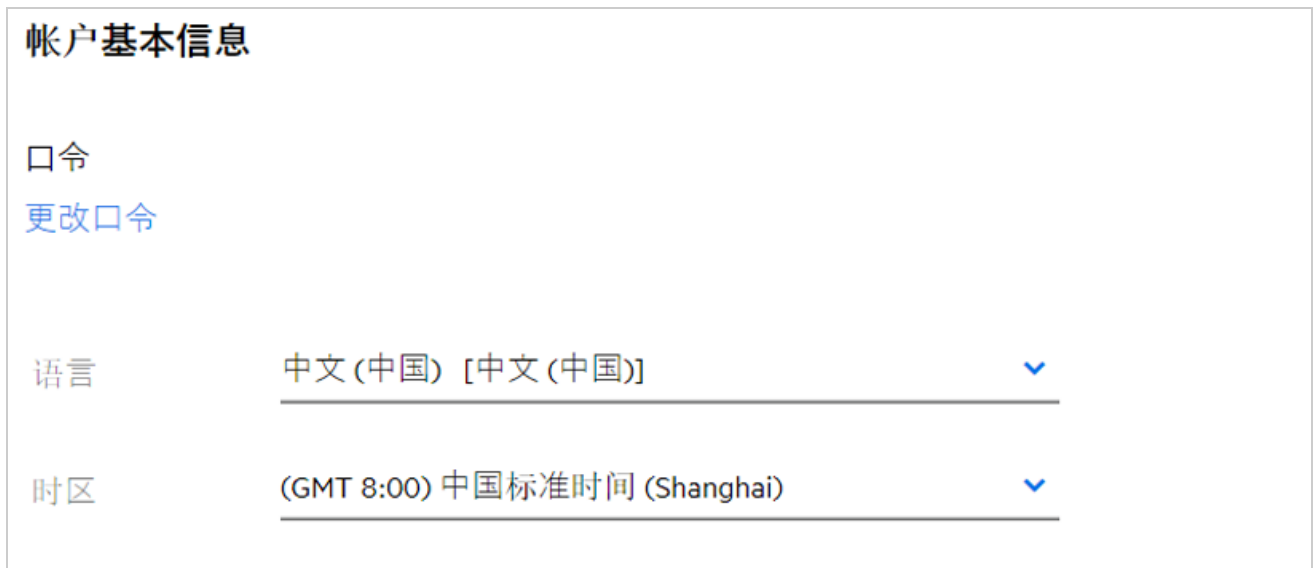 帐户基本信息
口令
更改口令
语言 中文 (中国) [中文 (中国)]
时区 (GMT 8:00) 中国标准时间 (Shanghai)